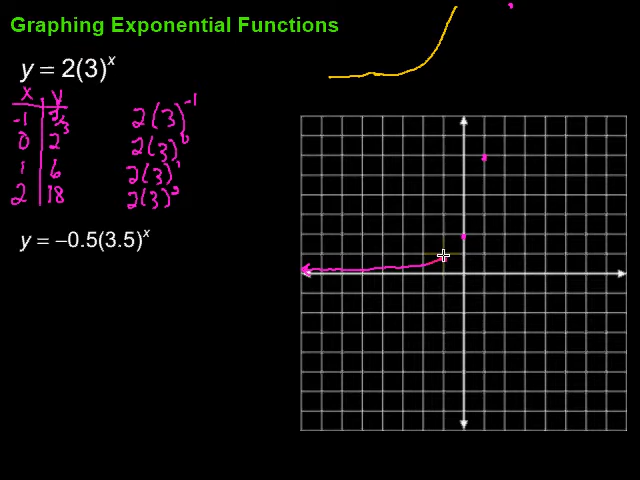 Graphing Exponential Functions
y = 2(3)^x
x y
-1 2/3 2(3)^-1
0 2 2(3)^0
1 6 2(3)^1
2 18 2(3)^2
y = −0.5(3.5)^x